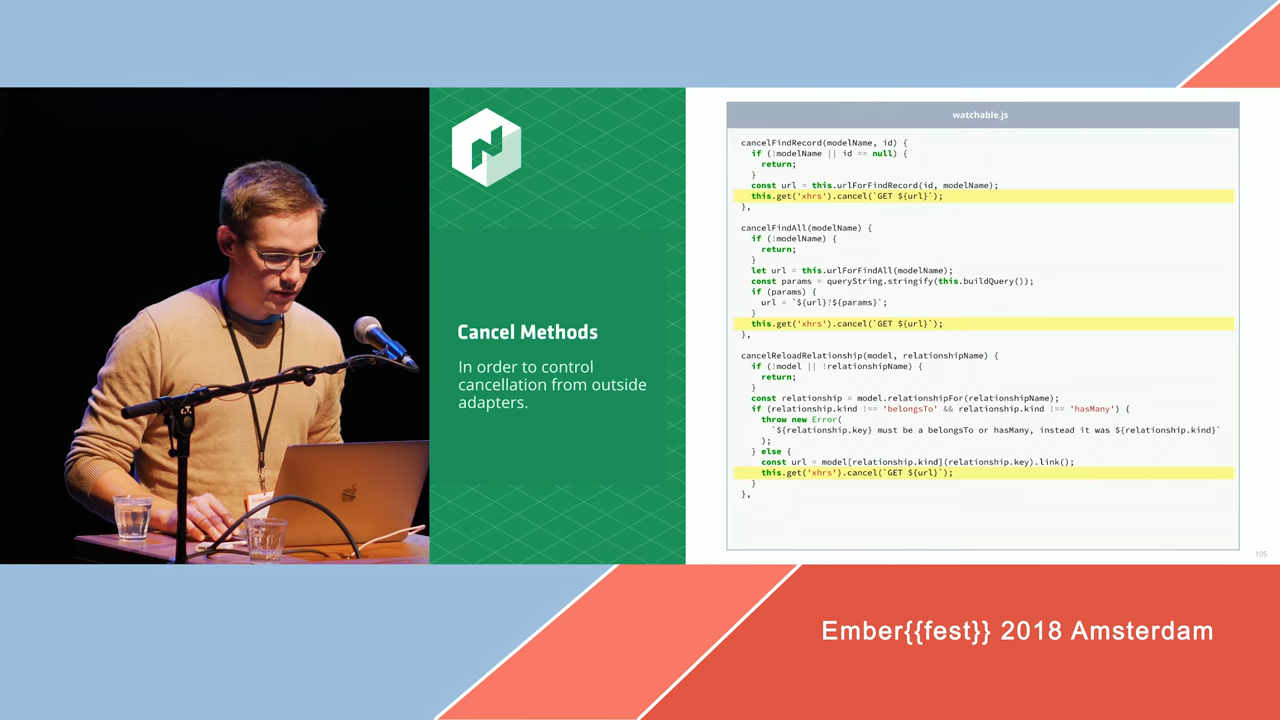 Cancel Methods
In order to control
cancellation from outside
adapters.
watchable.js
cancelFindRecord(modelName, id) {
if (!modelName || id == null) {
return;
}
const url = this.urlForFindRecord(id, modelName);
this.get('xhrs').cancel(`GET ${url}`);
},
cancelFindAll(modelName) {
if (!modelName) {
return;
}
let url = this.urlForFindAll(modelName);
const params = queryString.stringify(this.buildQuery());
if (params) {
url = `${url}?${params}`;
}
this.get('xhrs').cancel(`GET ${url}`);
},
cancelReloadRelationship(model, relationshipName) {
if (!model || !relationshipName) {
return;
}
const relationship = model.relationshipFor(relationshipName);
if (relationship.kind !== 'belongsTo' && relationship.kind !== 'hasMany') {
throw new Error(
`${relationship.key} must be a belongsTo or hasMany, instead it was ${relationship.kind}`
);
} else {
const url = model[relationship.kind](relationship.key).link();
this.get('xhrs').cancel(`GET ${url}`);
}
},
105
Ember{{fest}} 2018 Amsterdam